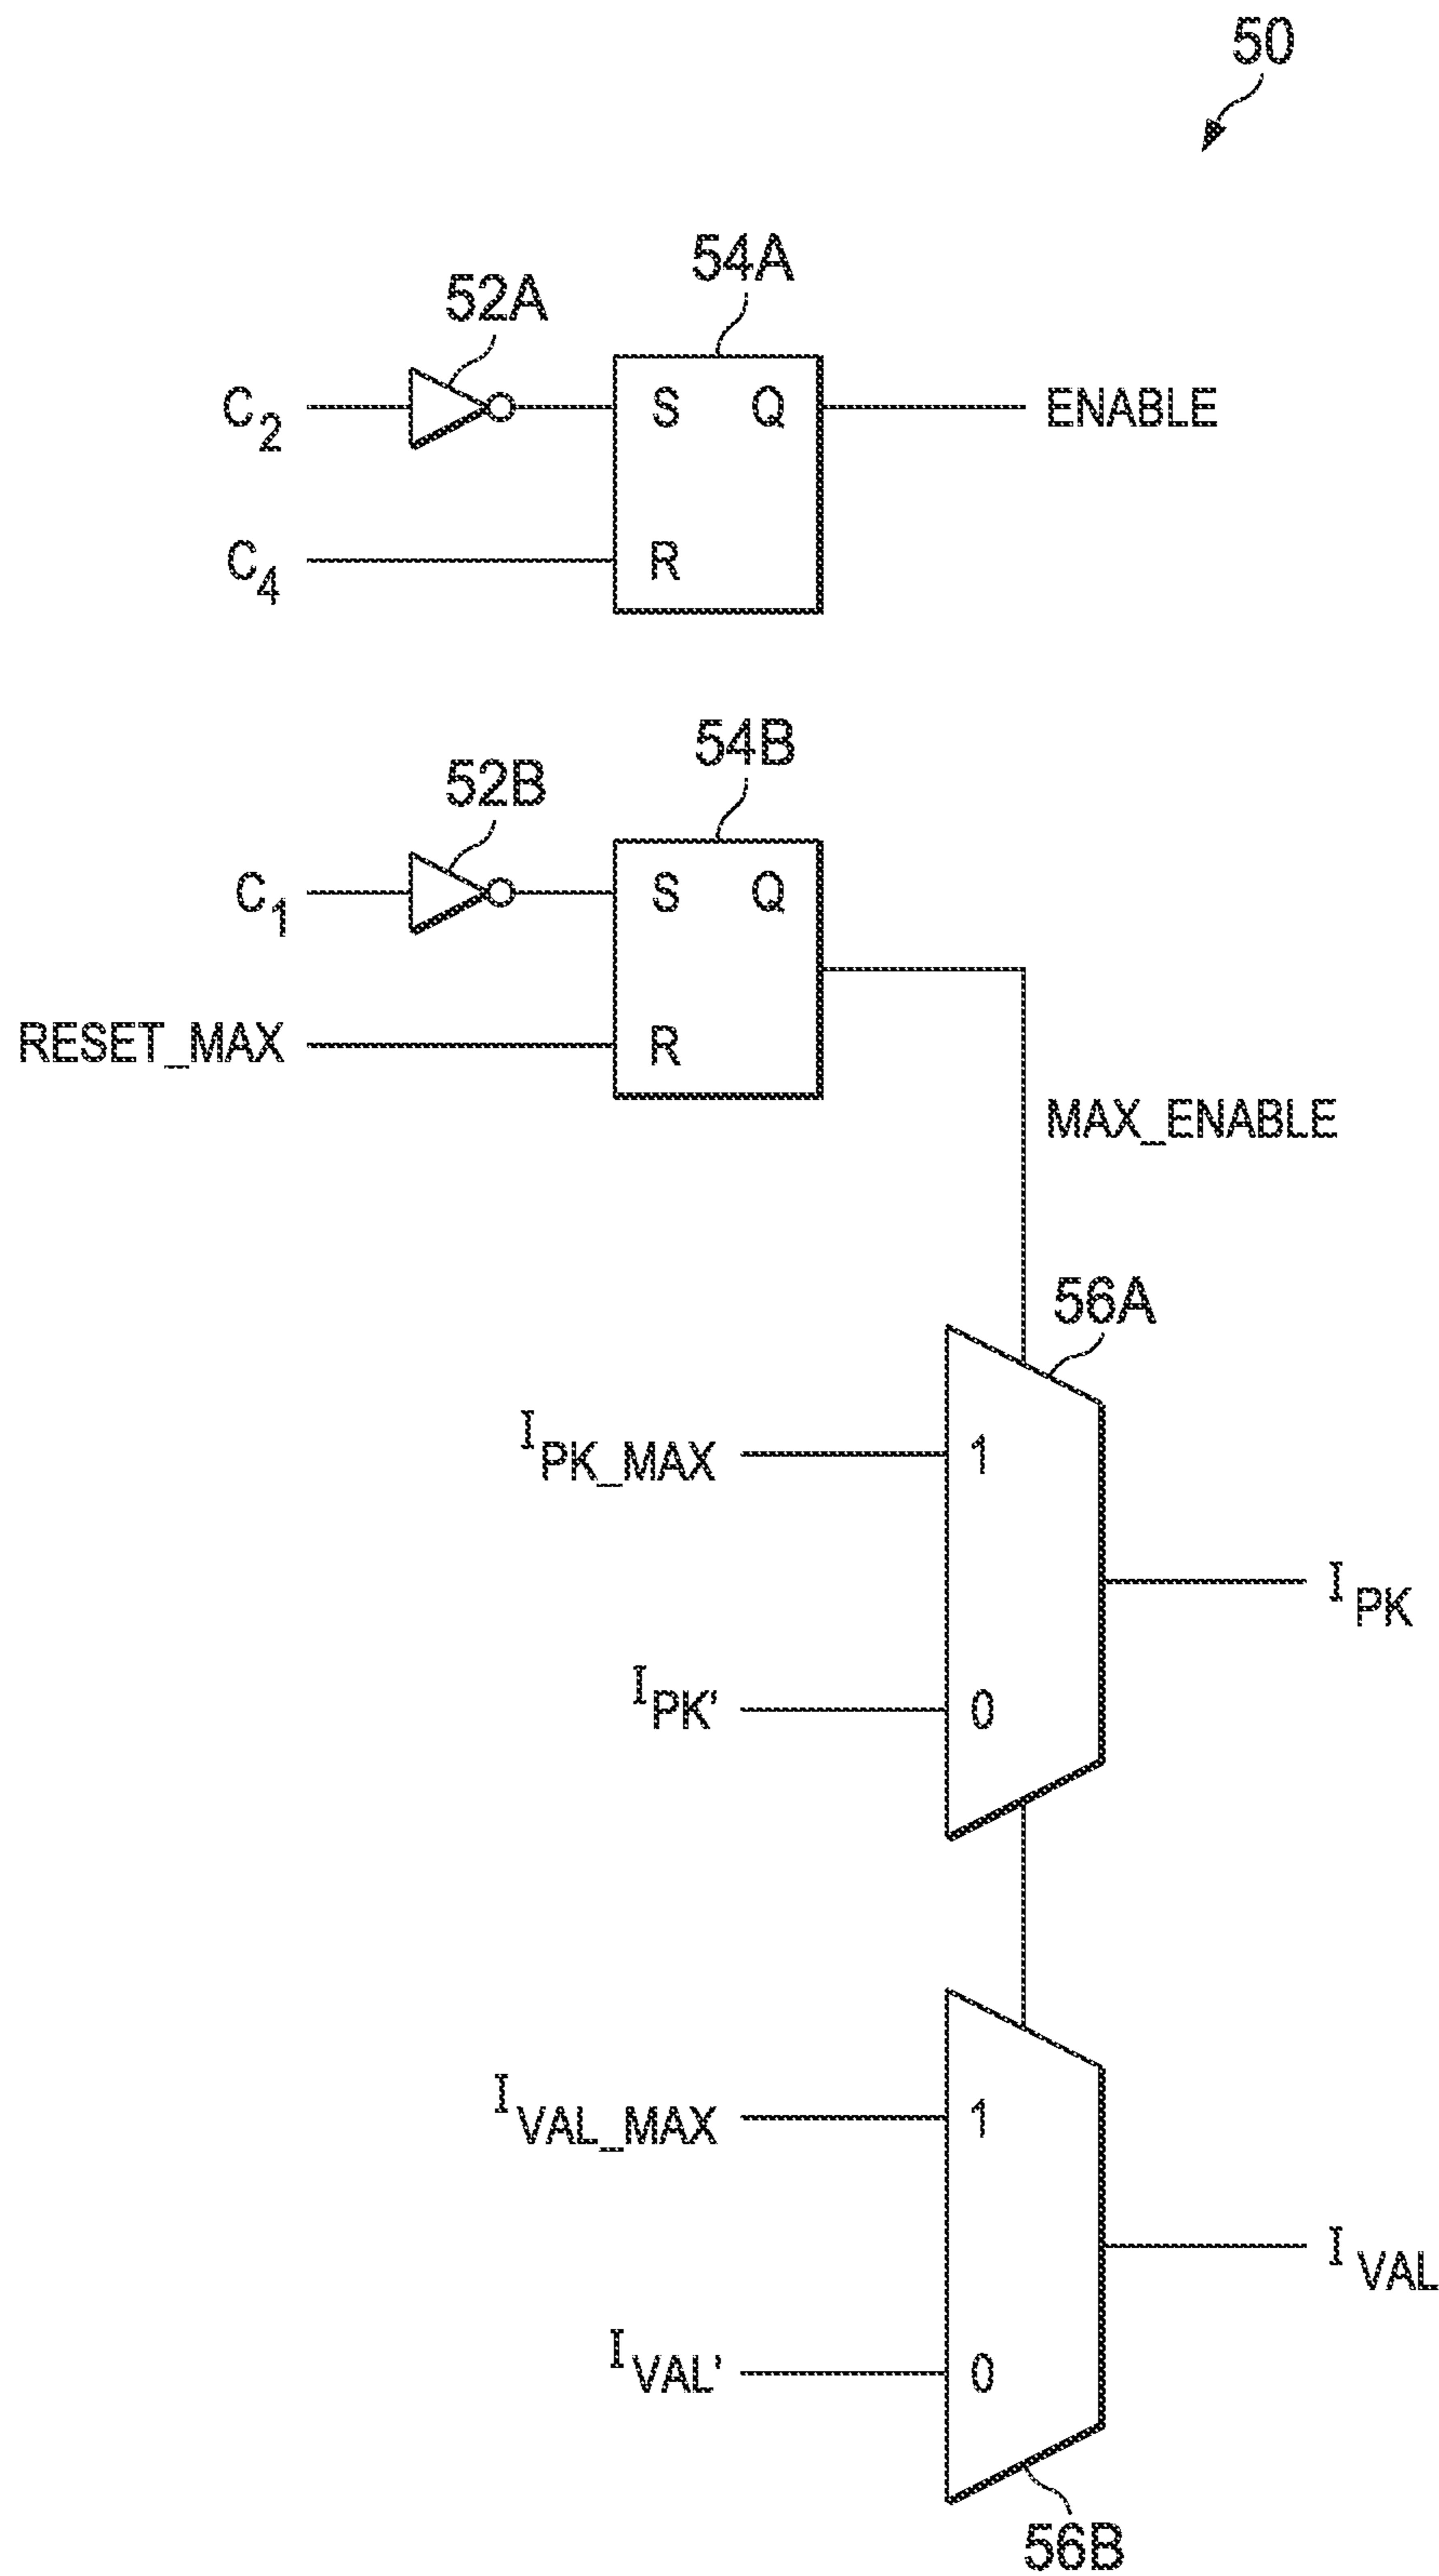 50
54A
52A
C2
S Q
ENABLE
C4
R
54B
52B
C1
S Q
RESET_MAX
R
MAX_ENABLE
56A
IPK_MAX
1
IPK
IPK'
0
IVAL_MAX
1
IVAL
IVAL'
0
56B